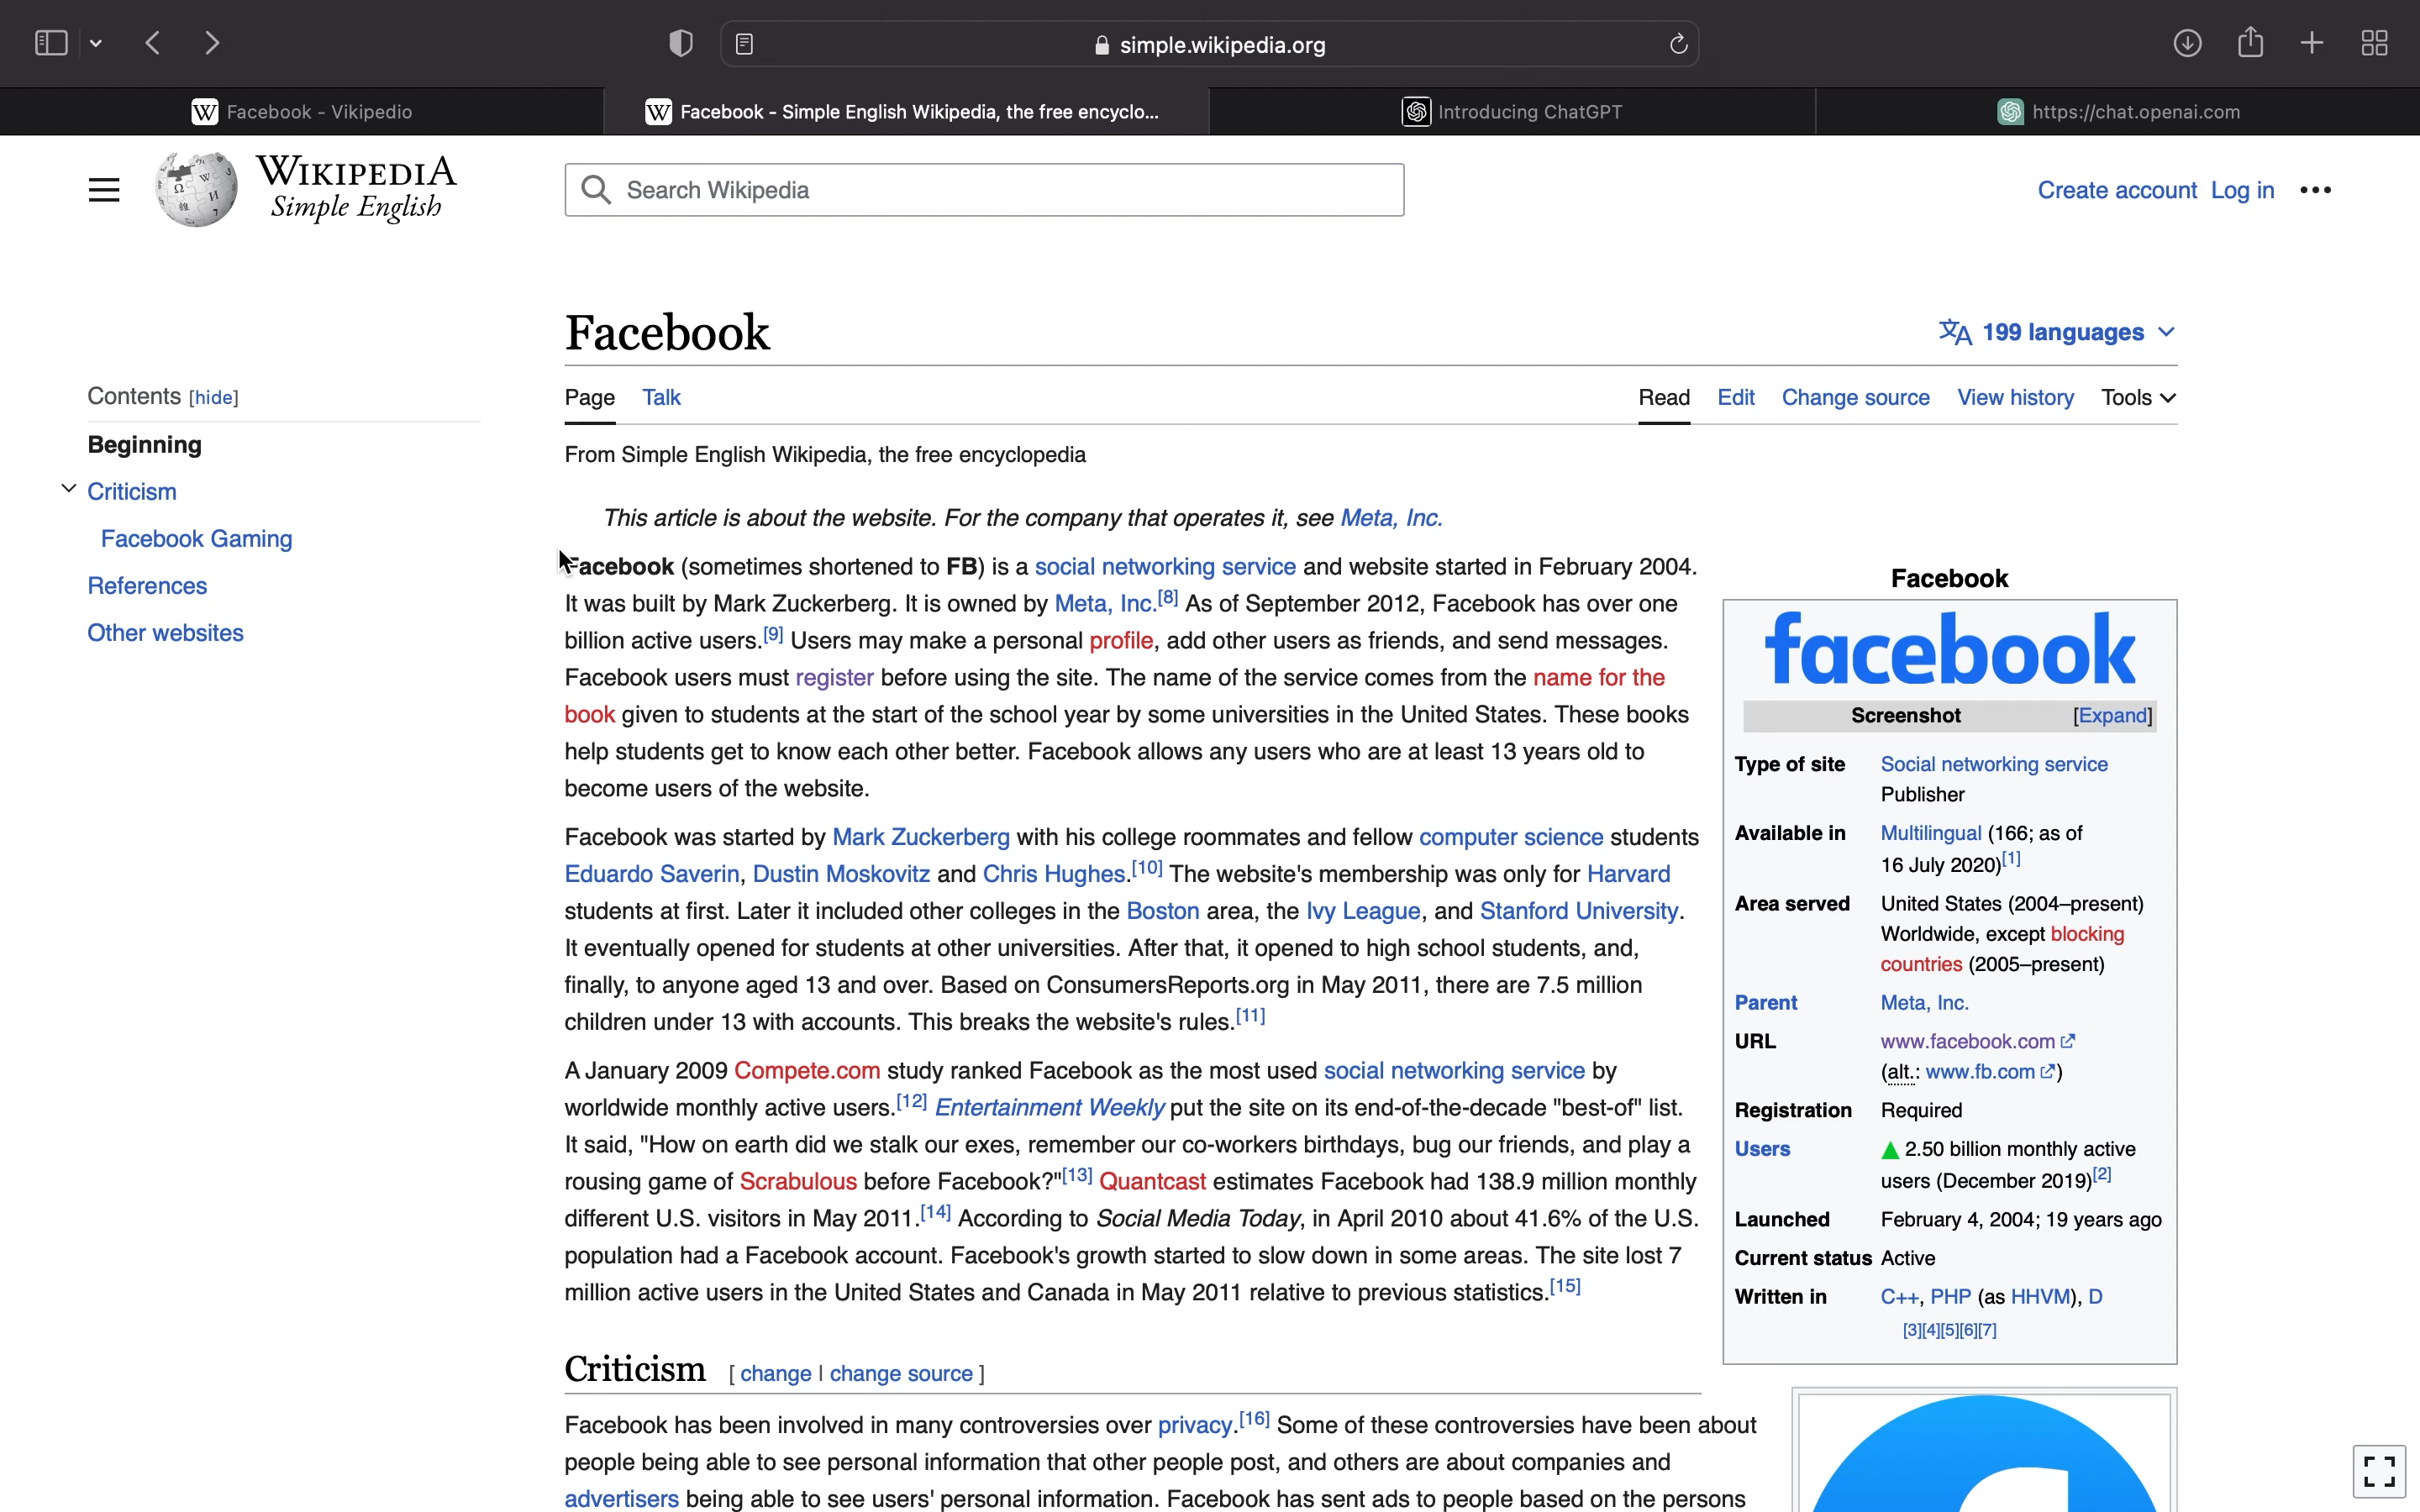 simple.wikipedia.org
Facebook - Vikipedio
Facebook - Simple English Wikipedia, the free encyclo...
Introducing ChatGPT
https://chat.openai.com
WIKIPEDIA
Simple English
Search Wikipedia
Create account Log in
Facebook
199 languages
Contents [hide]
Beginning
Criticism
Facebook Gaming
References
Other websites
Page Talk
Read Edit Change source View history Tools
From Simple English Wikipedia, the free encyclopedia
This article is about the website. For the company that operates it, see Meta, Inc.
Facebook (sometimes shortened to FB) is a social networking service and website started in February 2004.
It was built by Mark Zuckerberg. It is owned by Meta, Inc.[8] As of September 2012, Facebook has over one
billion active users.[9] Users may make a personal profile, add other users as friends, and send messages.
Facebook users must register before using the site. The name of the service comes from the name for the
book given to students at the start of the school year by some universities in the United States. These books
help students get to know each other better. Facebook allows any users who are at least 13 years old to
become users of the website.
Facebook was started by Mark Zuckerberg with his college roommates and fellow computer science students
Eduardo Saverin, Dustin Moskovitz and Chris Hughes.[10] The website's membership was only for Harvard
students at first. Later it included other colleges in the Boston area, the Ivy League, and Stanford University.
It eventually opened for students at other universities. After that, it opened to high school students, and,
finally, to anyone aged 13 and over. Based on ConsumersReports.org in May 2011, there are 7.5 million
children under 13 with accounts. This breaks the website's rules.[11]
A January 2009 Compete.com study ranked Facebook as the most used social networking service by
worldwide monthly active users.[12] Entertainment Weekly put the site on its end-of-the-decade "best-of" list.
It said, "How on earth did we stalk our exes, remember our co-workers birthdays, bug our friends, and play a
rousing game of Scrabulous before Facebook?"[13] Quantcast estimates Facebook had 138.9 million monthly
different U.S. visitors in May 2011.[14] According to Social Media Today, in April 2010 about 41.6% of the U.S.
population had a Facebook account. Facebook's growth started to slow down in some areas. The site lost 7
million active users in the United States and Canada in May 2011 relative to previous statistics.[15]
Criticism [ change | change source ]
Facebook has been involved in many controversies over privacy.[16] Some of these controversies have been about
people being able to see personal information that other people post, and others are about companies and
advertisers being able to see users' personal information. Facebook has sent ads to people based on the persons
Facebook
facebook
Screenshot [Expand]
Type of site Social networking service
Publisher
Available in Multilingual (166; as of
16 July 2020)[1]
Area served United States (2004–present)
Worldwide, except blocking
countries (2005–present)
Parent Meta, Inc.
URL www.facebook.com
(alt.: www.fb.com)
Registration Required
Users ▲ 2.50 billion monthly active
users (December 2019)[2]
Launched February 4, 2004; 19 years ago
Current status Active
Written in C++, PHP (as HHVM), D
[3][4][5][6][7]